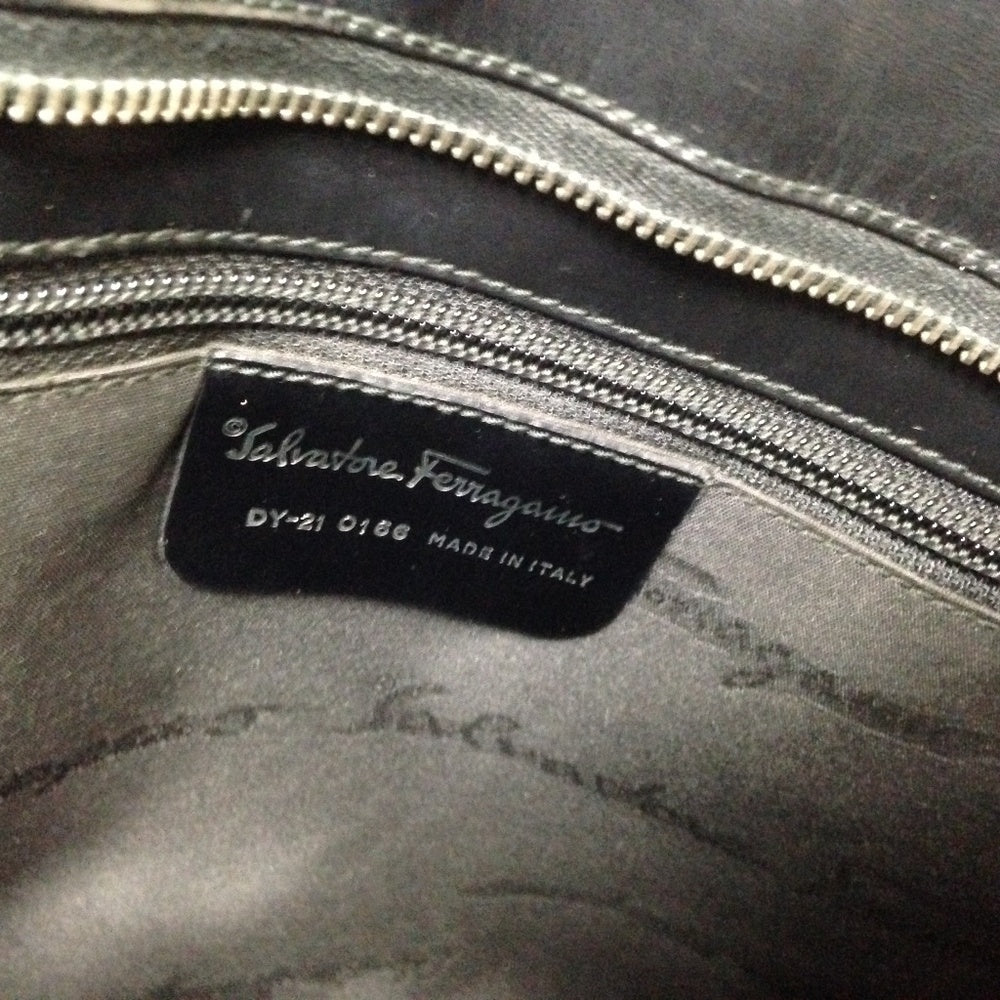 ©Salvatore Ferragamo
DY-21 0166 MADE IN ITALY